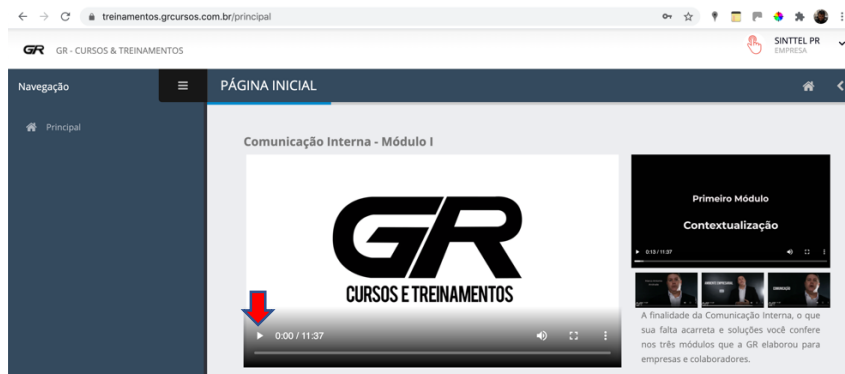 treinamentos.grcursos.com.br/principal
GR GR - CURSOS & TREINAMENTOS
SINTTEL PR
EMPRESA
Navegação
PÁGINA INICIAL
Principal
Comunicação Interna - Módulo I
GR
CURSOS E TREINAMENTOS
0:00 / 11:37
Primeiro Módulo
Contextualização
0:13 / 11:37
A finalidade da Comunicação Interna, o que
sua falta acarreta e soluções você confere
nos três módulos que a GR elaborou para
empresas e colaboradores.